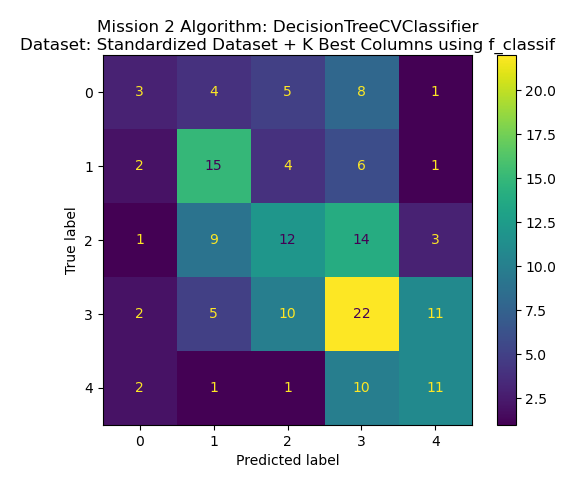 Mission 2 Algorithm: DecisionTreeCVClassifier
Dataset: Standardized Dataset + K Best Columns using f_classif
0 3 4 5 8 1
1 2 15 4 6 1
2 1 9 12 14 3
3 2 5 10 22 11
4 2 1 1 10 11
0 1 2 3 4
True label
Predicted label
20.0
17.5
15.0
12.5
10.0
7.5
5.0
2.5